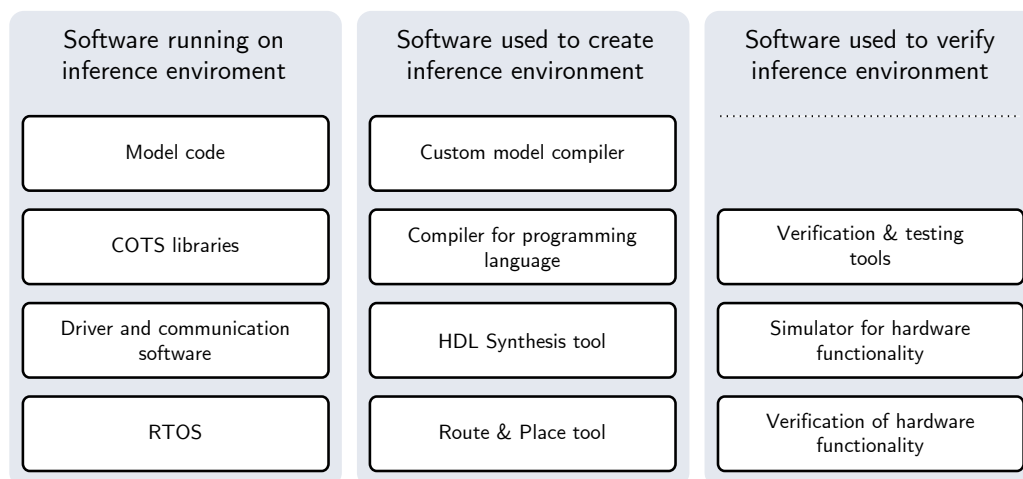 Software running on
inference enviroment
Model code
COTS libraries
Driver and communication
software
RTOS
Software used to create
inference environment
Custom model compiler
Compiler for programming
language
HDL Synthesis tool
Route & Place tool
Software used to verify
inference environment
Verification & testing
tools
Simulator for hardware
functionality
Verification of hardware
functionality